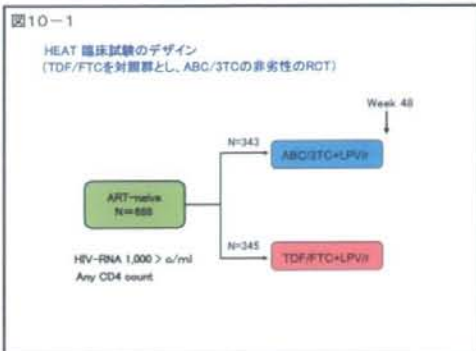 図10-1
HEAT 臨床試験のデザイン
(TDF/FTCを対照群とし、ABC/3TCの非劣性のRCT)
Week 48
N=343
ABC/3TC+LPV/r
ART-naive
N=688
N=345
TDF/FTC+LPV/r
HIV-RNA 1,000 > c/ml
Any CD4 count